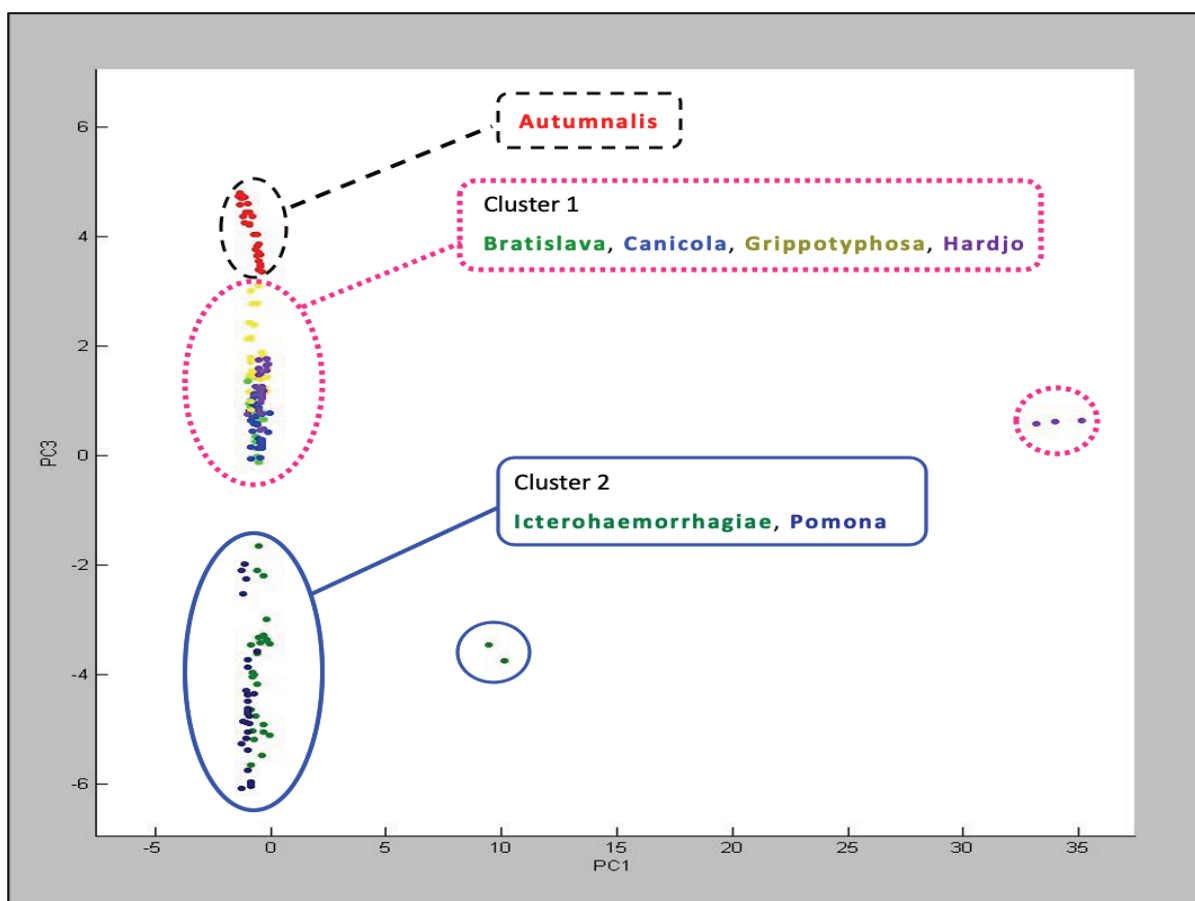 6
4
2
0
-2
-4
-6
PC3
Autumnalis
Cluster 1
Bratislava, Canicola, Grippotyphosa, Hardjo
Cluster 2
Icterohaemorrhagiae, Pomona
-5 0 5 10 15 20 25 30 35
PC1